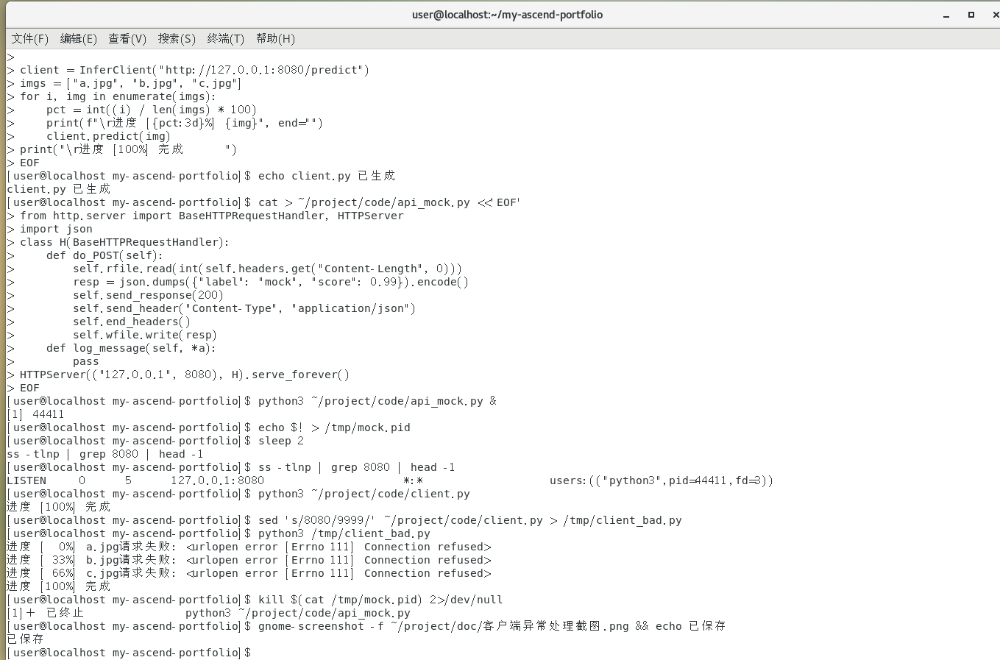 user@localhost:~/my-ascend-portfolio
文件(F) 编辑(E) 查看(V) 搜索(S) 终端(T) 帮助(H)
>
> client = InferClient("http://127.0.0.1:8080/predict")
> imgs = ["a.jpg", "b.jpg", "c.jpg"]
> for i, img in enumerate(imgs):
>     pct = int((i) / len(imgs) * 100)
>     print(f"\r进度 [{pct:3d}%] {img}", end="")
>     client.predict(img)
> print("\r进度 [100%] 完成      ")
> EOF
[user@localhost my-ascend-portfolio]$ echo client.py 已生成
client.py 已生成
[user@localhost my-ascend-portfolio]$ cat > ~/project/code/api_mock.py <<'EOF'
> from http.server import BaseHTTPRequestHandler, HTTPServer
> import json
> class H(BaseHTTPRequestHandler):
>     def do_POST(self):
>         self.rfile.read(int(self.headers.get("Content-Length", 0)))
>         resp = json.dumps({"label": "mock", "score": 0.99}).encode()
>         self.send_response(200)
>         self.send_header("Content-Type", "application/json")
>         self.end_headers()
>         self.wfile.write(resp)
>     def log_message(self, *a):
>         pass
> HTTPServer(("127.0.0.1", 8080), H).serve_forever()
> EOF
[user@localhost my-ascend-portfolio]$ python3 ~/project/code/api_mock.py &
[1] 44411
[user@localhost my-ascend-portfolio]$ echo $! > /tmp/mock.pid
[user@localhost my-ascend-portfolio]$ sleep 2
ss -tlnp | grep 8080 | head -1
[user@localhost my-ascend-portfolio]$ ss -tlnp | grep 8080 | head -1
LISTEN     0      5      127.0.0.1:8080                     *:*                   users:(("python3",pid=44411,fd=3))
[user@localhost my-ascend-portfolio]$ python3 ~/project/code/client.py
进度 [100%] 完成
[user@localhost my-ascend-portfolio]$ sed 's/8080/9999/' ~/project/code/client.py > /tmp/client_bad.py
[user@localhost my-ascend-portfolio]$ python3 /tmp/client_bad.py
进度 [  0%] a.jpg请求失败: <urlopen error [Errno 111] Connection refused>
进度 [ 33%] b.jpg请求失败: <urlopen error [Errno 111] Connection refused>
进度 [ 66%] c.jpg请求失败: <urlopen error [Errno 111] Connection refused>
进度 [100%] 完成
[user@localhost my-ascend-portfolio]$ kill $(cat /tmp/mock.pid) 2>/dev/null
[1]+  已终止               python3 ~/project/code/api_mock.py
[user@localhost my-ascend-portfolio]$ gnome-screenshot -f ~/project/doc/客户端异常处理截图.png && echo 已保存
已保存
[user@localhost my-ascend-portfolio]$